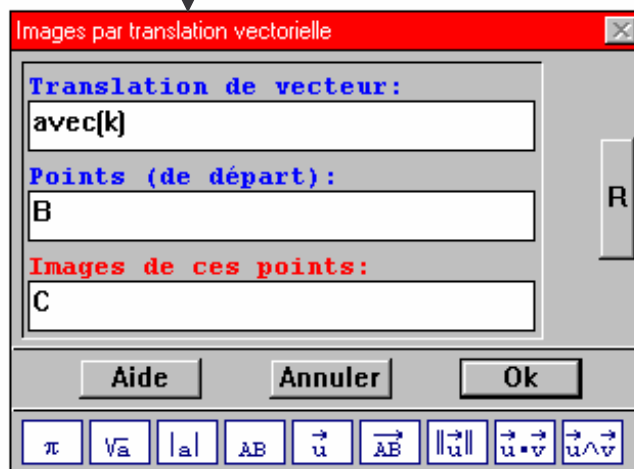 Images par translation vectorielle
Translation de vecteur:
avec(k)
Points (de départ):
B
R
Images de ces points:
C
Aide Annuler Ok
π √a |a| AB u⃗ A͞B⃗ ‖u⃗‖ u⃗•v⃗ u⃗∧v⃗